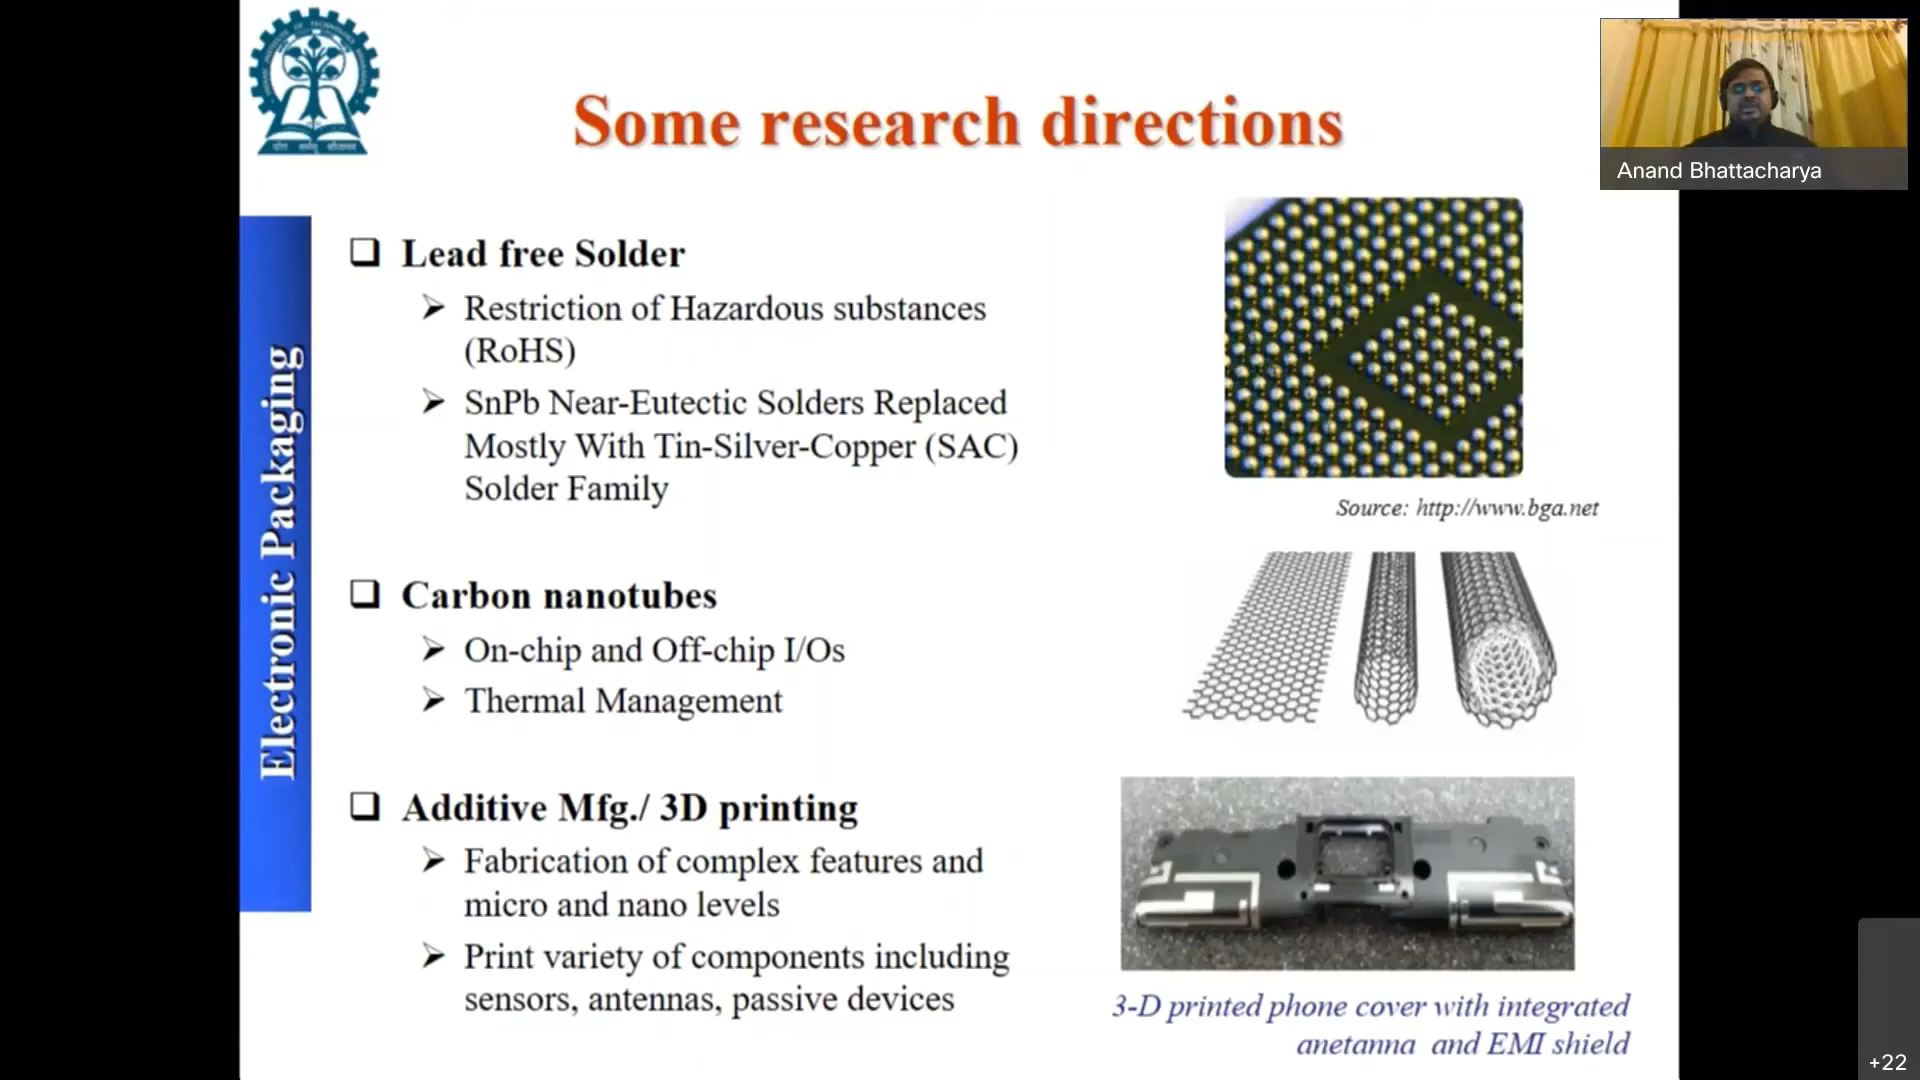 Some research directions
Anand Bhattacharya
Electronic Packaging
Lead free Solder
Restriction of Hazardous substances
(RoHS)
SnPb Near-Eutectic Solders Replaced
Mostly With Tin-Silver-Copper (SAC)
Solder Family
Source: http://www.bga.net
Carbon nanotubes
On-chip and Off-chip I/Os
Thermal Management
Additive Mfg./ 3D printing
Fabrication of complex features and
micro and nano levels
Print variety of components including
sensors, antennas, passive devices
3-D printed phone cover with integrated
anetanna and EMI shield
+22